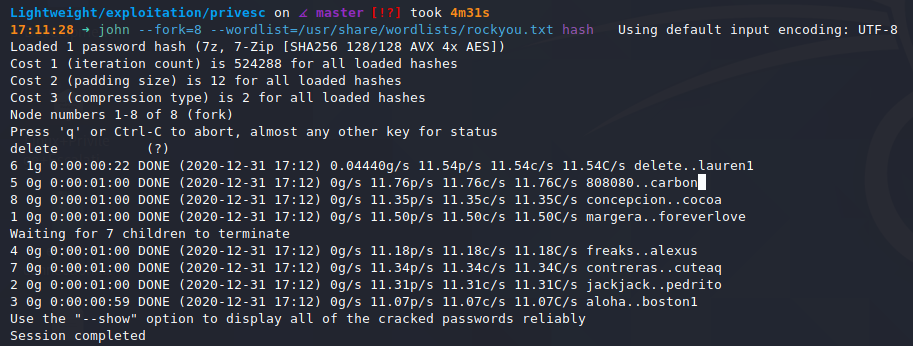 Lightweight/exploitation/privesc on ∡ master [!?] took 4m31s
17:11:28 → john --fork=8 --wordlist=/usr/share/wordlists/rockyou.txt hash Using default input encoding: UTF-8
Loaded 1 password hash (7z, 7-Zip [SHA256 128/128 AVX 4x AES])
Cost 1 (iteration count) is 524288 for all loaded hashes
Cost 2 (padding size) is 12 for all loaded hashes
Cost 3 (compression type) is 2 for all loaded hashes
Node numbers 1-8 of 8 (fork)
Press 'q' or Ctrl-C to abort, almost any other key for status
delete (?)
6 1g 0:00:00:22 DONE (2020-12-31 17:12) 0.04440g/s 11.54p/s 11.54c/s 11.54C/s delete..lauren1
5 0g 0:00:01:00 DONE (2020-12-31 17:12) 0g/s 11.76p/s 11.76c/s 11.76C/s 808080..carbon
8 0g 0:00:01:00 DONE (2020-12-31 17:12) 0g/s 11.35p/s 11.35c/s 11.35C/s concepcion..cocoa
1 0g 0:00:01:00 DONE (2020-12-31 17:12) 0g/s 11.50p/s 11.50c/s 11.50C/s margera..foreverlove
Waiting for 7 children to terminate
4 0g 0:00:01:00 DONE (2020-12-31 17:12) 0g/s 11.18p/s 11.18c/s 11.18C/s freaks..alexus
7 0g 0:00:01:00 DONE (2020-12-31 17:12) 0g/s 11.34p/s 11.34c/s 11.34C/s contreras..cuteaq
2 0g 0:00:01:00 DONE (2020-12-31 17:12) 0g/s 11.31p/s 11.31c/s 11.31C/s jackjack..pedrito
3 0g 0:00:00:59 DONE (2020-12-31 17:12) 0g/s 11.07p/s 11.07c/s 11.07C/s aloha..boston1
Use the "--show" option to display all of the cracked passwords reliably
Session completed